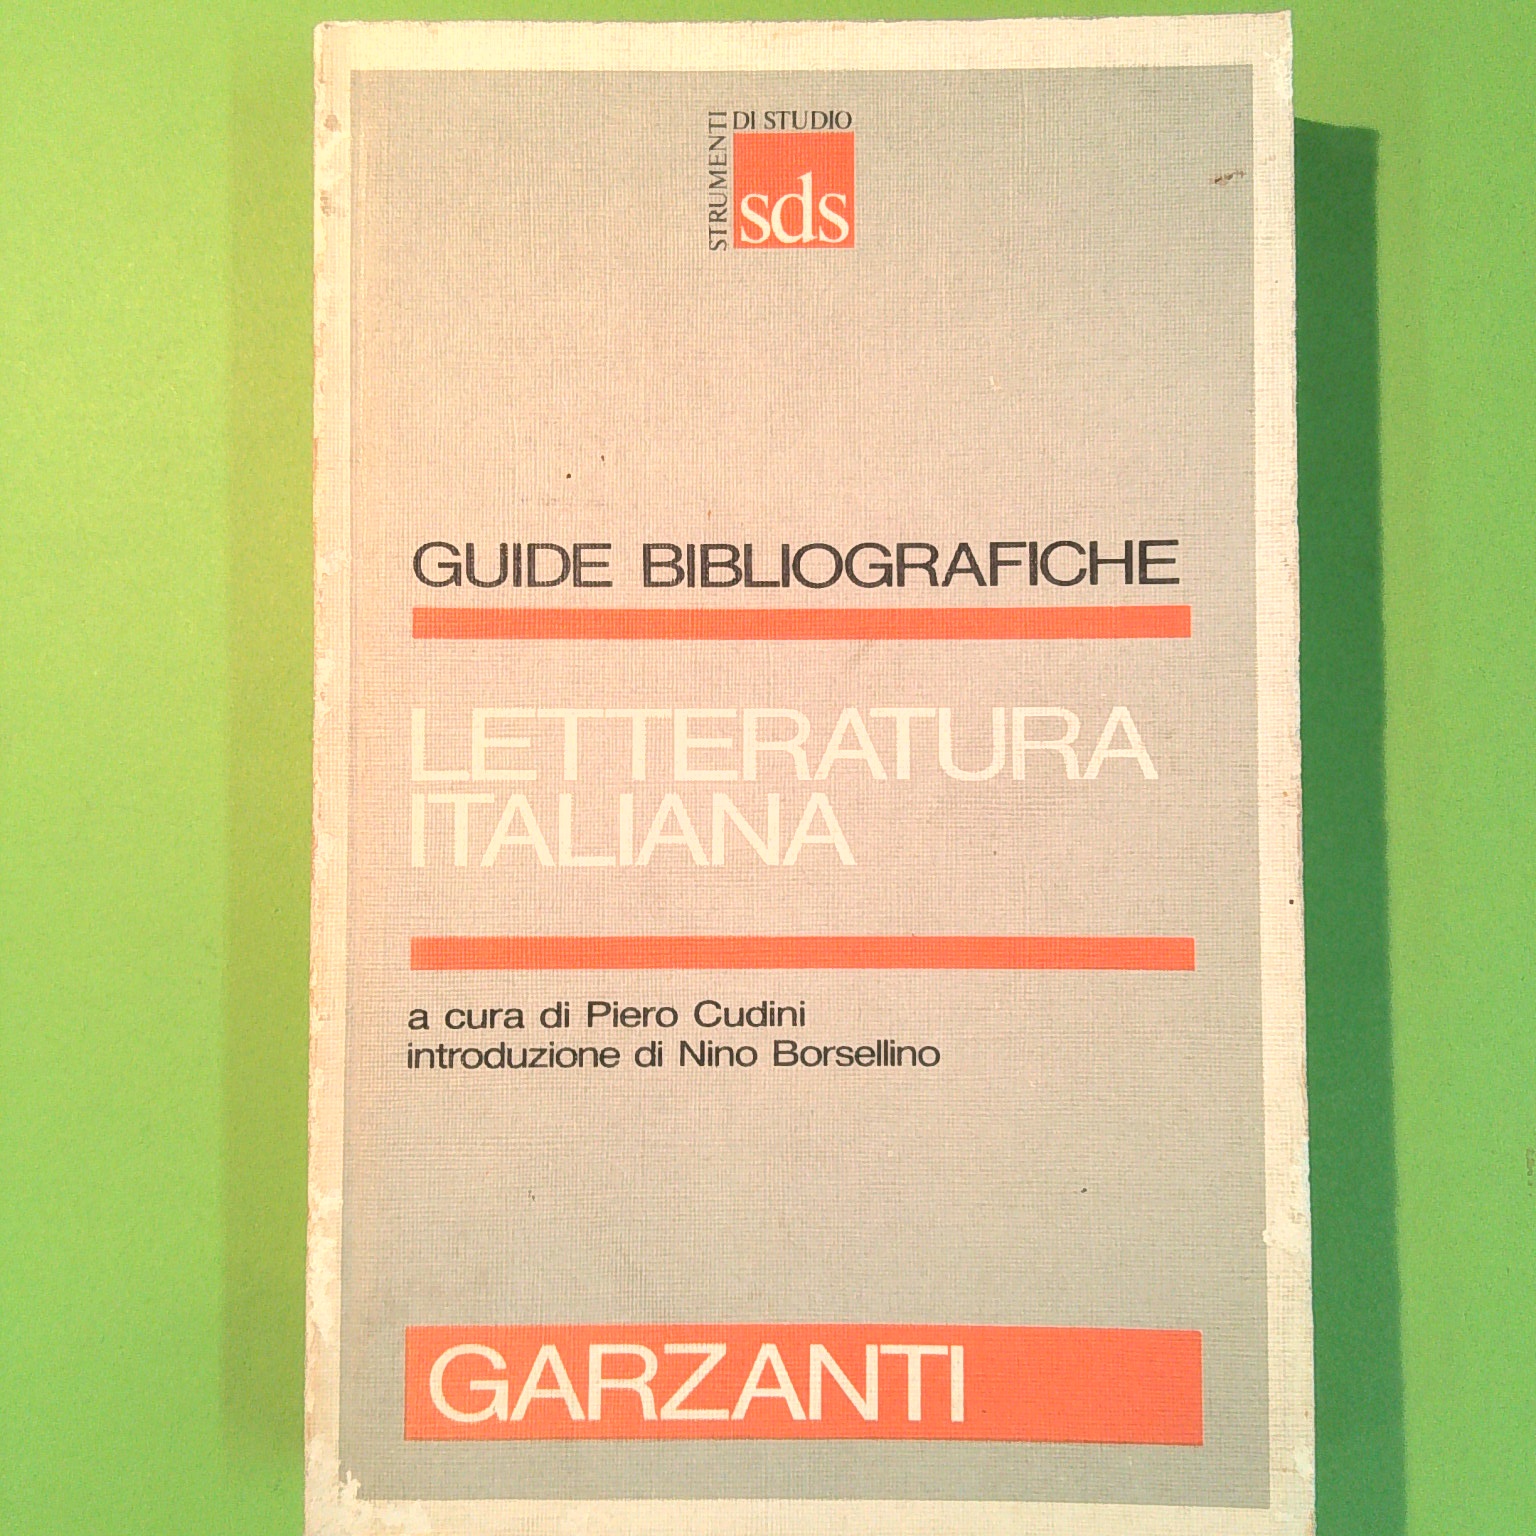 STRUMENTI
DI STUDIO
sds
GUIDE BIBLIOGRAFICHE
LETTERATURA
ITALIANA
a cura di Piero Cudini
introduzione di Nino Borsellino
GARZANTI